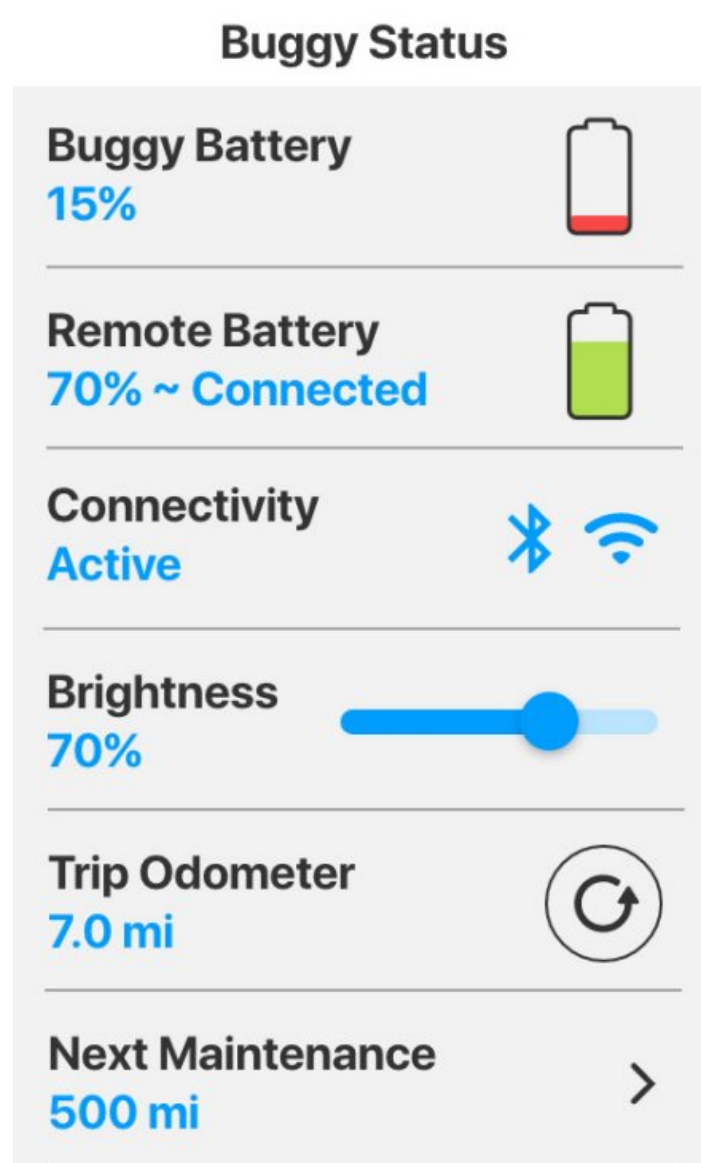 Buggy Status
Buggy Battery
15%
Remote Battery
70% ~ Connected
Connectivity
Active
Brightness
70%
Trip Odometer
7.0 mi
Next Maintenance
500 mi